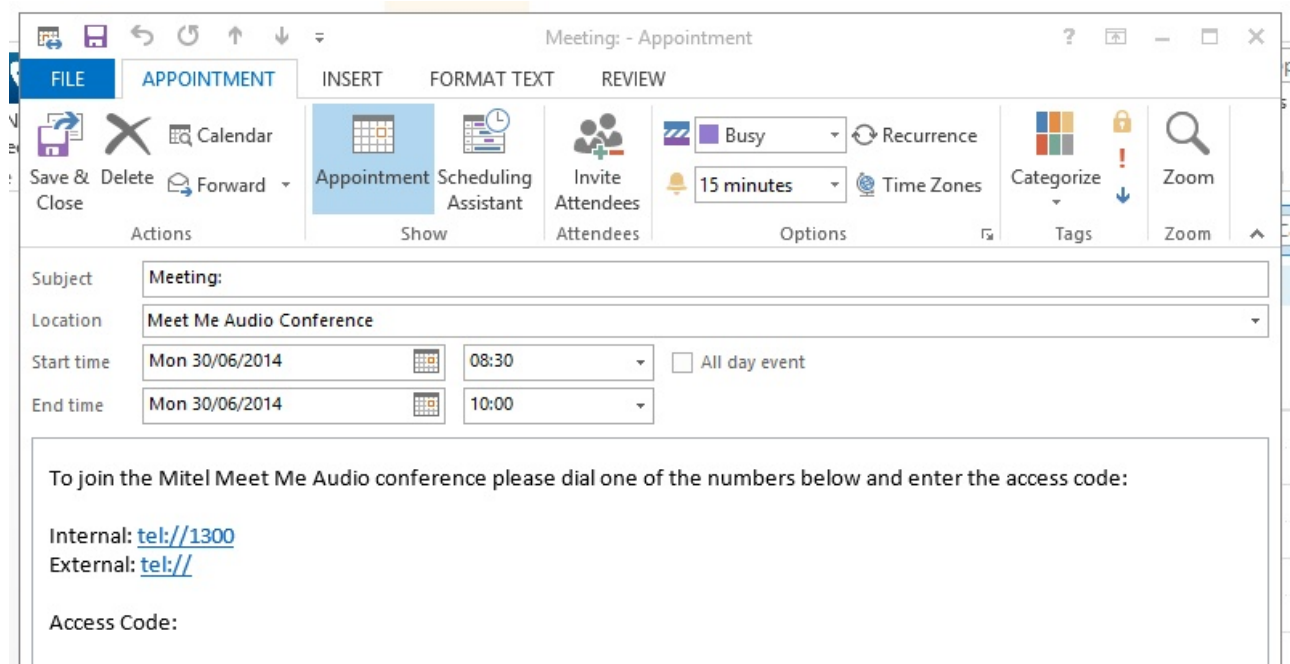 Meeting: - Appointment
?
FILE APPOINTMENT INSERT FORMAT TEXT REVIEW
Save & Close Delete Calendar Forward Appointment Scheduling Assistant Invite Attendees Busy 15 minutes Recurrence Time Zones Categorize Zoom
Actions Show Attendees Options Tags Zoom
Subject Meeting:
Location Meet Me Audio Conference
Start time Mon 30/06/2014 08:30 All day event
End time Mon 30/06/2014 10:00
To join the Mitel Meet Me Audio conference please dial one of the numbers below and enter the access code:
Internal: tel://1300
External: tel://
Access Code: